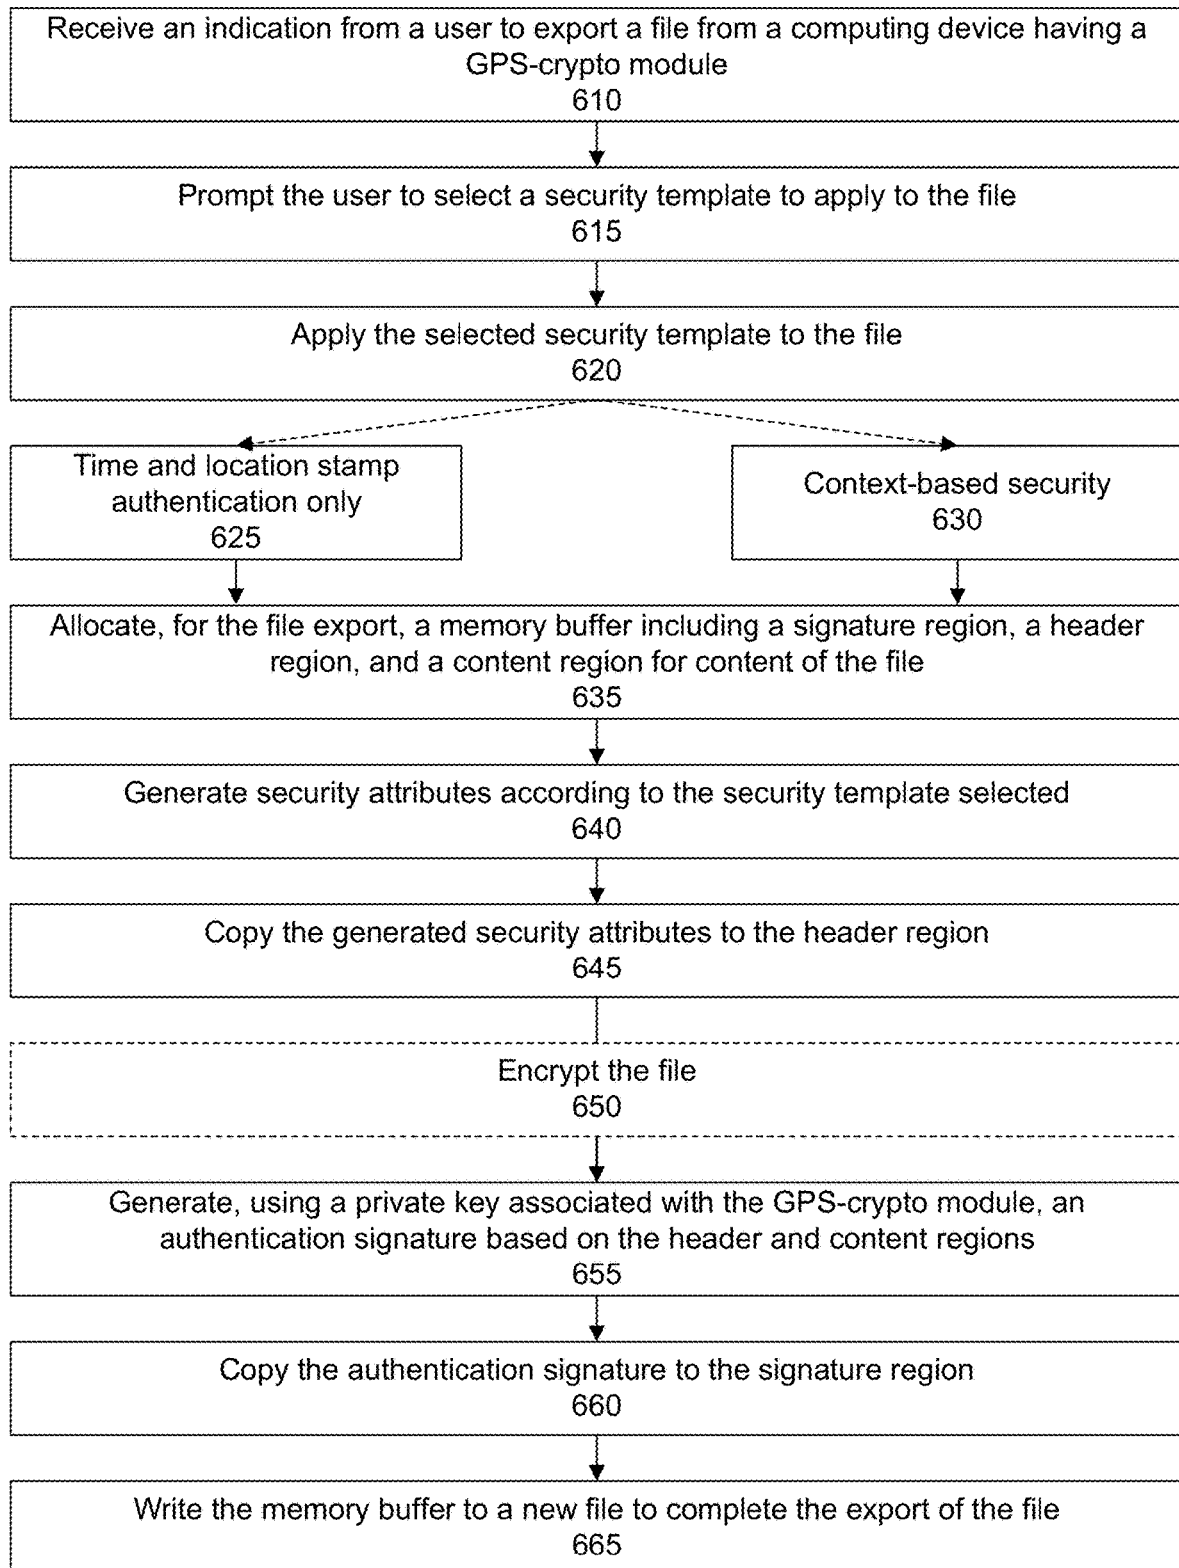 Receive an indication from a user to export a file from a computing device having a
GPS-crypto module
610
Prompt the user to select a security template to apply to the file
615
Apply the selected security template to the file
620
Time and location stamp
authentication only
625
Context-based security
630
Allocate, for the file export, a memory buffer including a signature region, a header
region, and a content region for content of the file
635
Generate security attributes according to the security template selected
640
Copy the generated security attributes to the header region
645
Encrypt the file
650
Generate, using a private key associated with the GPS-crypto module, an
authentication signature based on the header and content regions
655
Copy the authentication signature to the signature region
660
Write the memory buffer to a new file to complete the export of the file
665